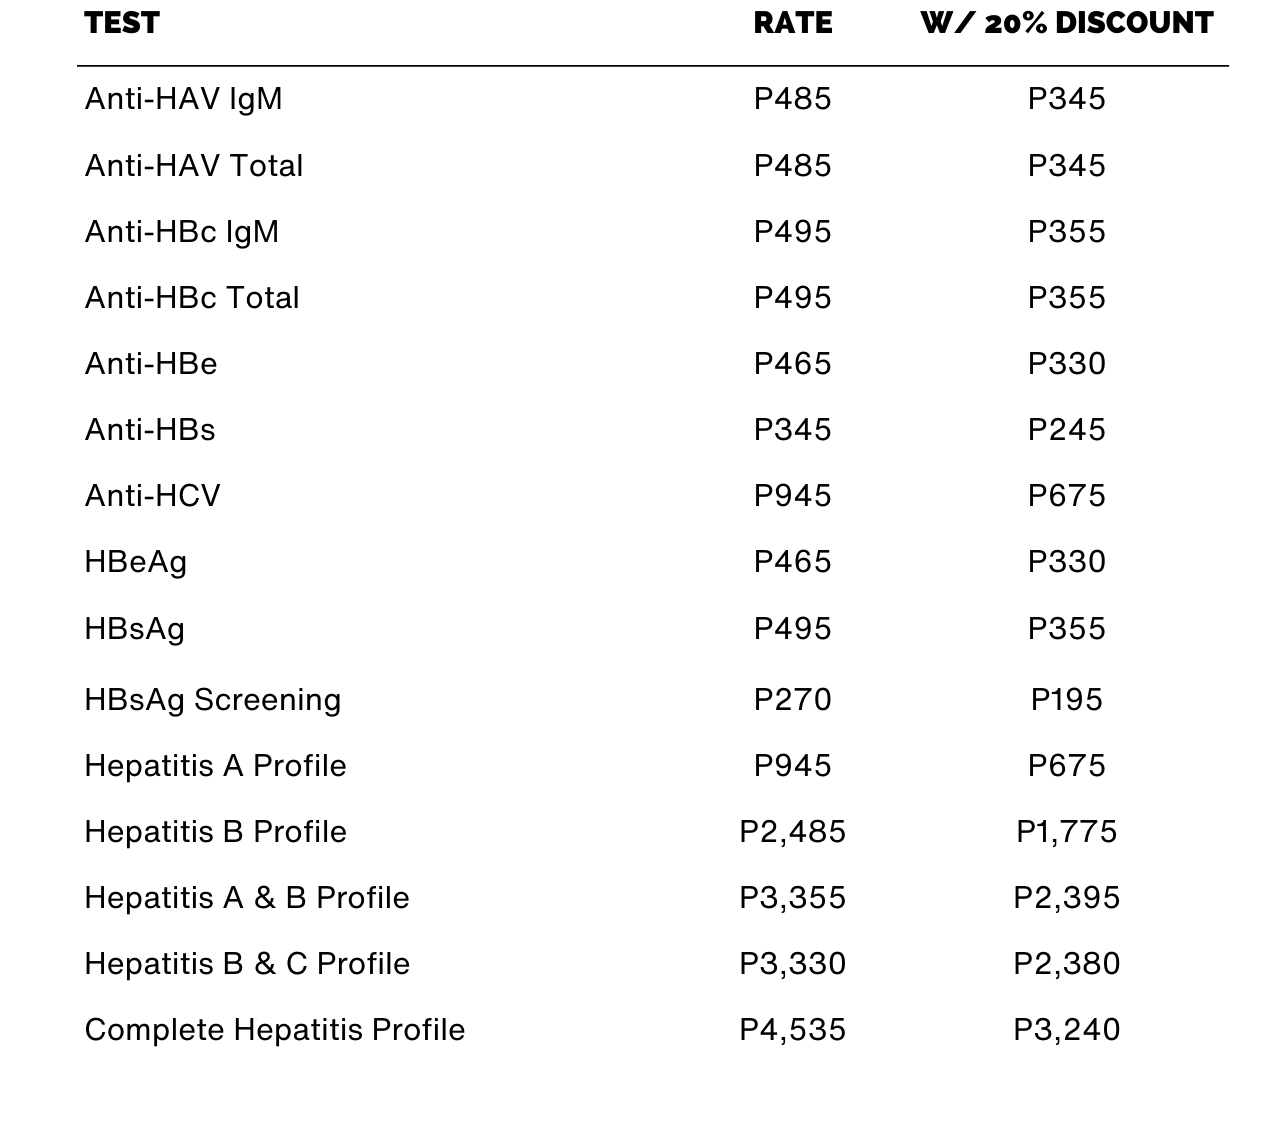 TEST RATE W/ 20% DISCOUNT
Anti-HAV IgM P485 P345
Anti-HAV Total P485 P345
Anti-HBc IgM P495 P355
Anti-HBc Total P495 P355
Anti-HBe P465 P330
Anti-HBs P345 P245
Anti-HCV P945 P675
HBeAg P465 P330
HBsAg P495 P355
HBsAg Screening P270 P195
Hepatitis A Profile P945 P675
Hepatitis B Profile P2,485 P1,775
Hepatitis A & B Profile P3,355 P2,395
Hepatitis B & C Profile P3,330 P2,380
Complete Hepatitis Profile P4,535 P3,240